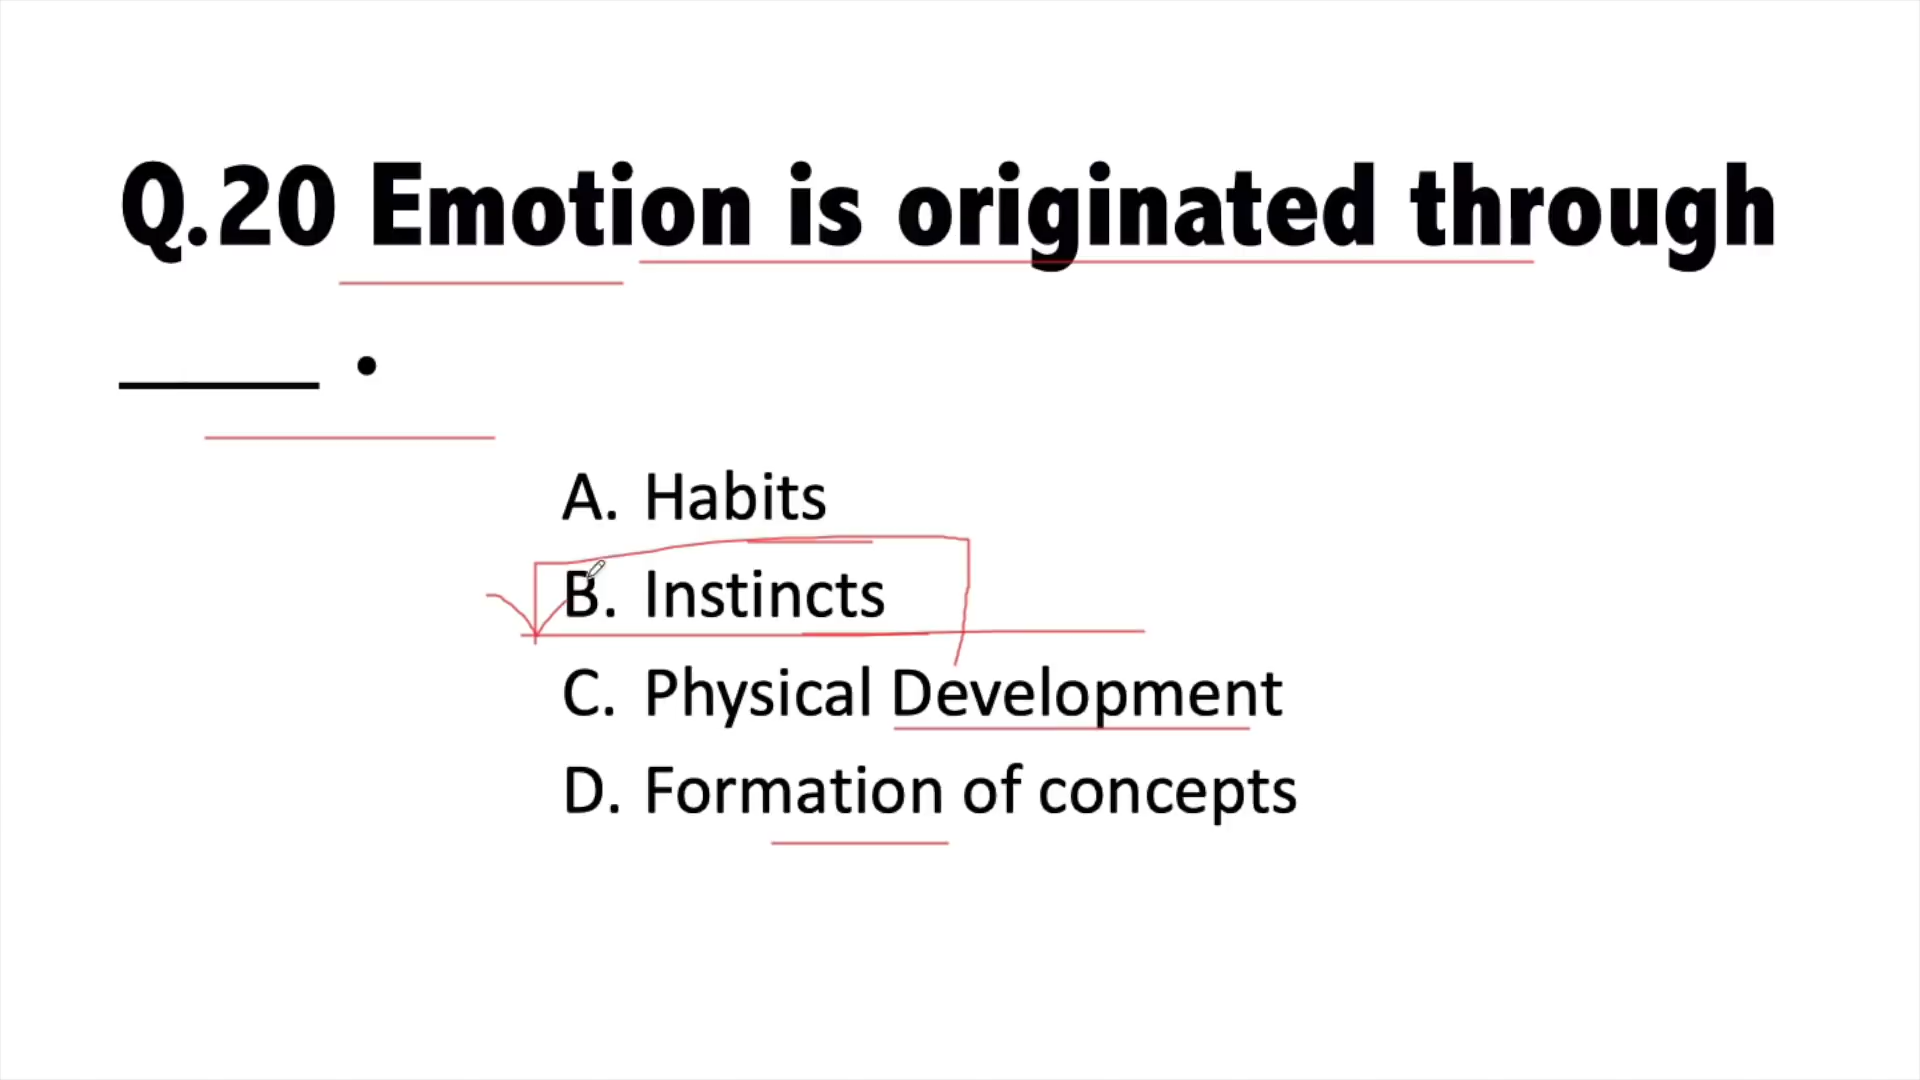 Q.20 Emotion is originated through
_____ .
A. Habits
B. Instincts
C. Physical Development
D. Formation of concepts